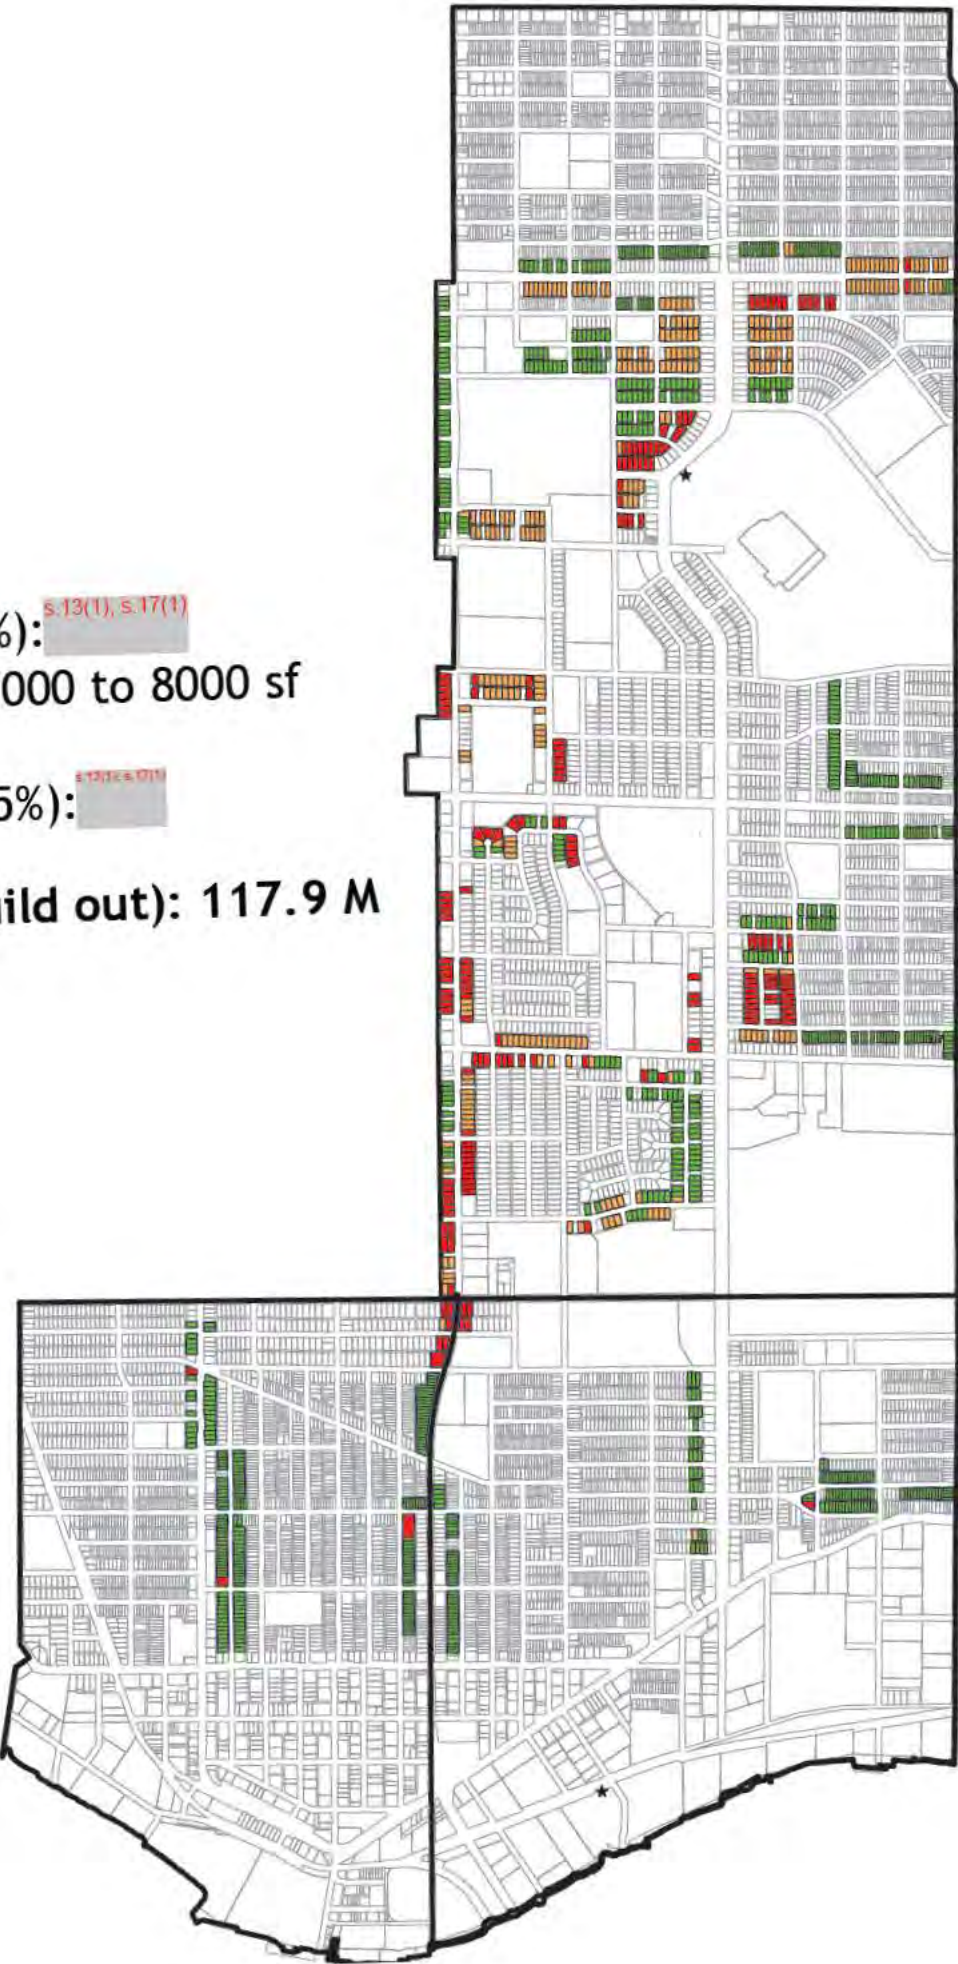 %): s.13(1), s.17(1)
000 to 8000 sf
5%): s.13(1), s.17(1)
ild out): 117.9 M